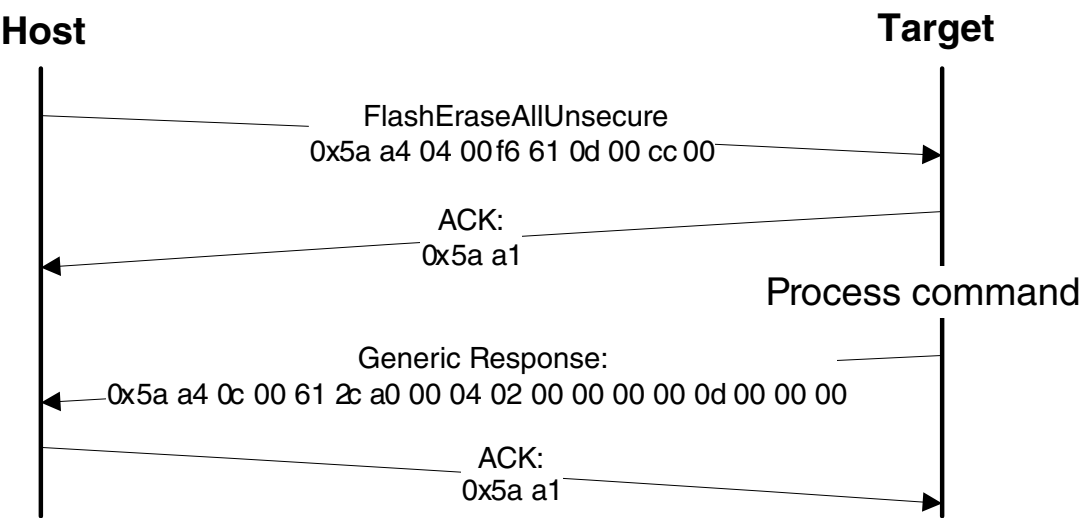 Host
Target
FlashEraseAllUnsecure
0x5a a4 04 00 f6 61 0d 00 cc 00
ACK:
0x5a a1
Process command
Generic Response:
0x5a a4 0c 00 61 2c a0 00 04 02 00 00 00 00 0d 00 00 00
ACK:
0x5a a1